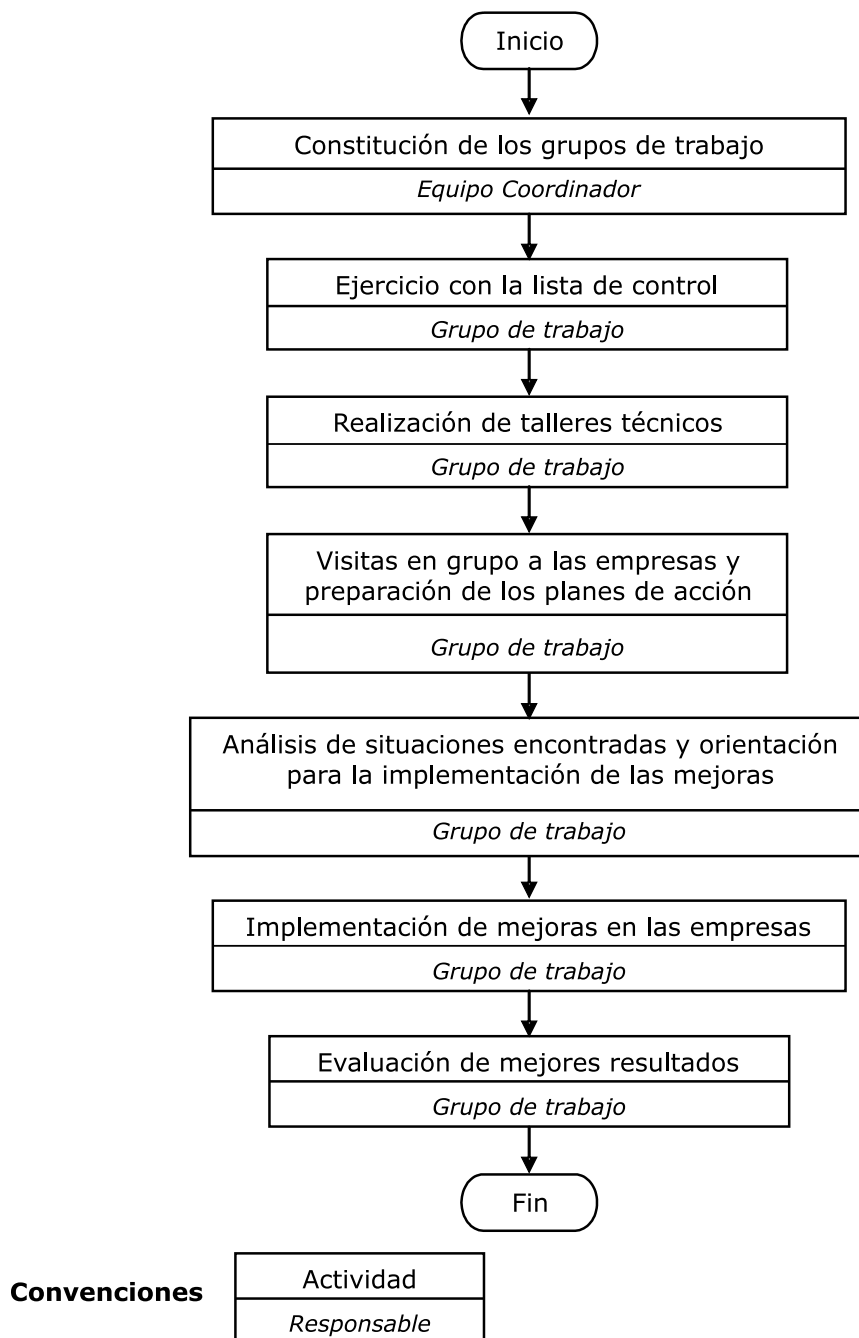 Inicio
Constitución de los grupos de trabajo
Equipo Coordinador
Ejercicio con la lista de control
Grupo de trabajo
Realización de talleres técnicos
Grupo de trabajo
Visitas en grupo a las empresas y
preparación de los planes de acción
Grupo de trabajo
Análisis de situaciones encontradas y orientación
para la implementación de las mejoras
Grupo de trabajo
Implementación de mejoras en las empresas
Grupo de trabajo
Evaluación de mejores resultados
Grupo de trabajo
Fin
Convenciones
Actividad
Responsable